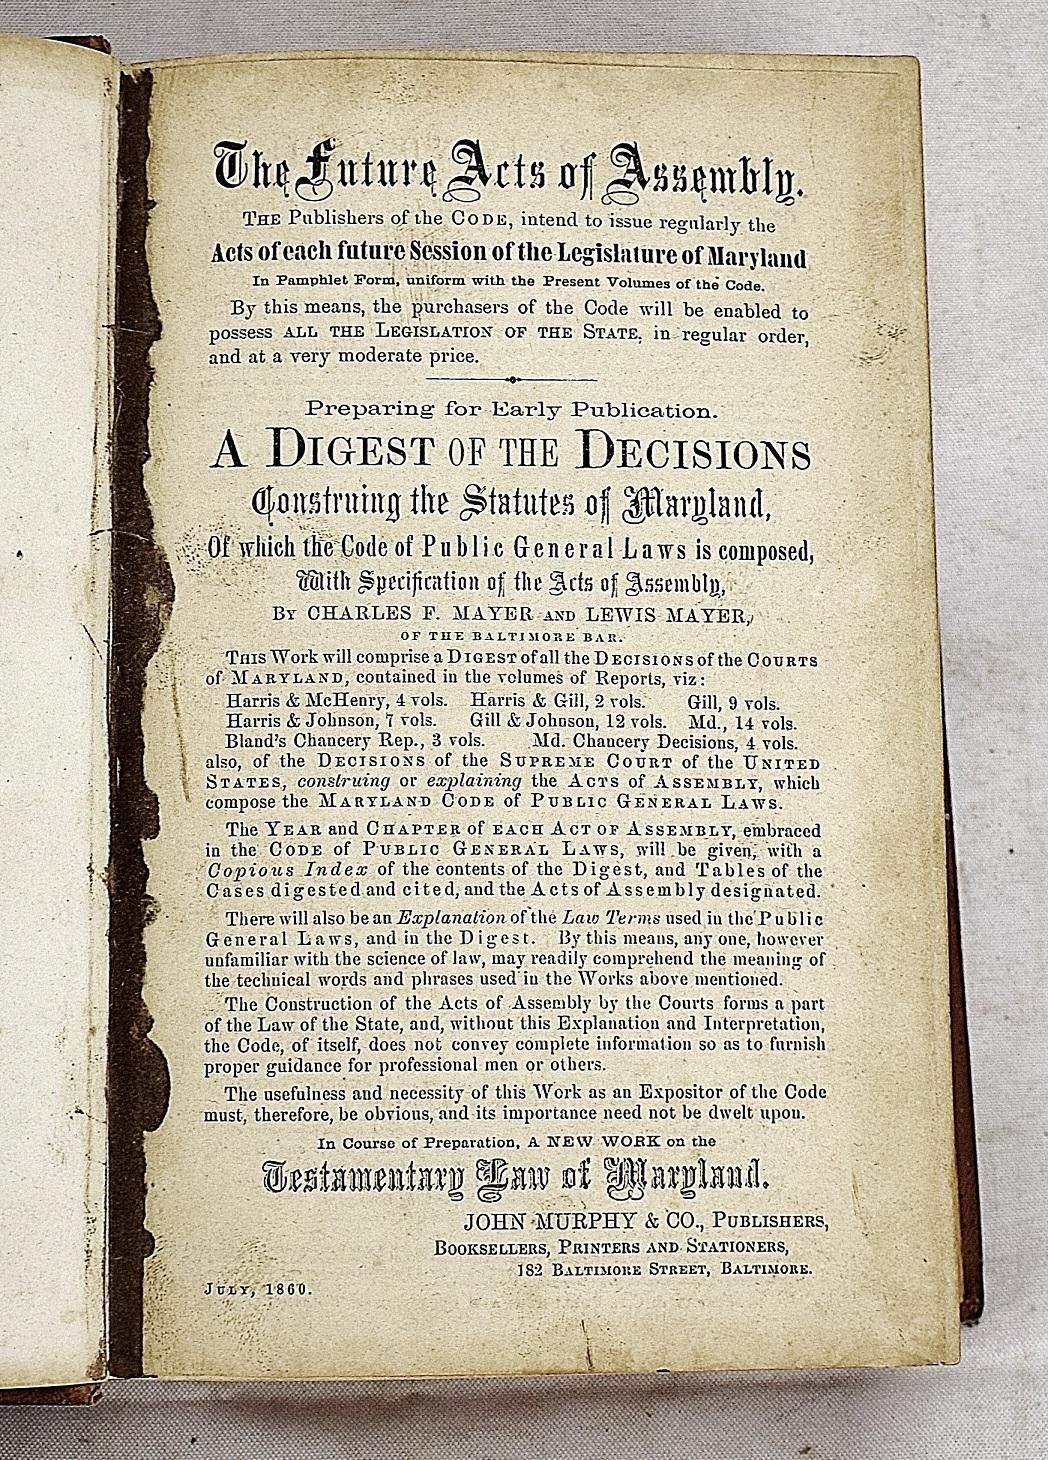 The Future Acts of Assembly.
THE Publishers of the CODE, intend to issue regularly the
Acts of each future Session of the Legislature of Maryland
In Pamphlet Form, uniform with the Present Volumes of the Code.
By this means, the purchasers of the Code will be enabled to
possess ALL THE LEGISLATION OF THE STATE, in regular order,
and at a very moderate price.
Preparing for Early Publication.
A DIGEST OF THE DECISIONS
Construing the Statutes of Maryland,
Of which the Code of Public General Laws is composed,
With Specification of the Acts of Assembly,
BY CHARLES F. MAYER AND LEWIS MAYER,
OF THE BALTIMORE BAR.
THIS Work will comprise a DIGEST of all the DECISIONS of the COURTS
of MARYLAND, contained in the volumes of Reports, viz:
Harris & McHenry, 4 vols. Harris & Gill, 2 vols. Gill, 9 vols.
Harris & Johnson, 7 vols. Gill & Johnson, 12 vols. Md., 14 vols.
Bland's Chancery Rep., 3 vols. Md. Chancery Decisions, 4 vols.
also, of the DECISIONS of the SUPREME COURT of the UNITED
STATES, construing or explaining the ACTS of ASSEMBLY, which
compose the MARYLAND CODE of PUBLIC GENERAL LAWS.
The YEAR and CHAPTER of EACH ACT OF ASSEMBLY, embraced
in the CODE of PUBLIC GENERAL LAWS, will be given, with a
Copious Index of the contents of the Digest, and Tables of the
Cases digested and cited, and the Acts of Assembly designated.
There will also be an Explanation of the Law Terms used in the Public
General Laws, and in the Digest. By this means, any one, however
unfamiliar with the science of law, may readily comprehend the meaning of
the technical words and phrases used in the Works above mentioned.
The Construction of the Acts of Assembly by the Courts forms a part
of the Law of the State, and, without this Explanation and Interpretation,
the Code, of itself, does not convey complete information so as to furnish
proper guidance for professional men or others.
The usefulness and necessity of this Work as an Expositor of the Code
must, therefore, be obvious, and its importance need not be dwelt upon.
In Course of Preparation, A NEW WORK on the
Testamentary Law of Maryland.
JOHN MURPHY & CO., PUBLISHERS,
BOOKSELLERS, PRINTERS AND STATIONERS,
182 BALTIMORE STREET, BALTIMORE.
JULY, 1860.